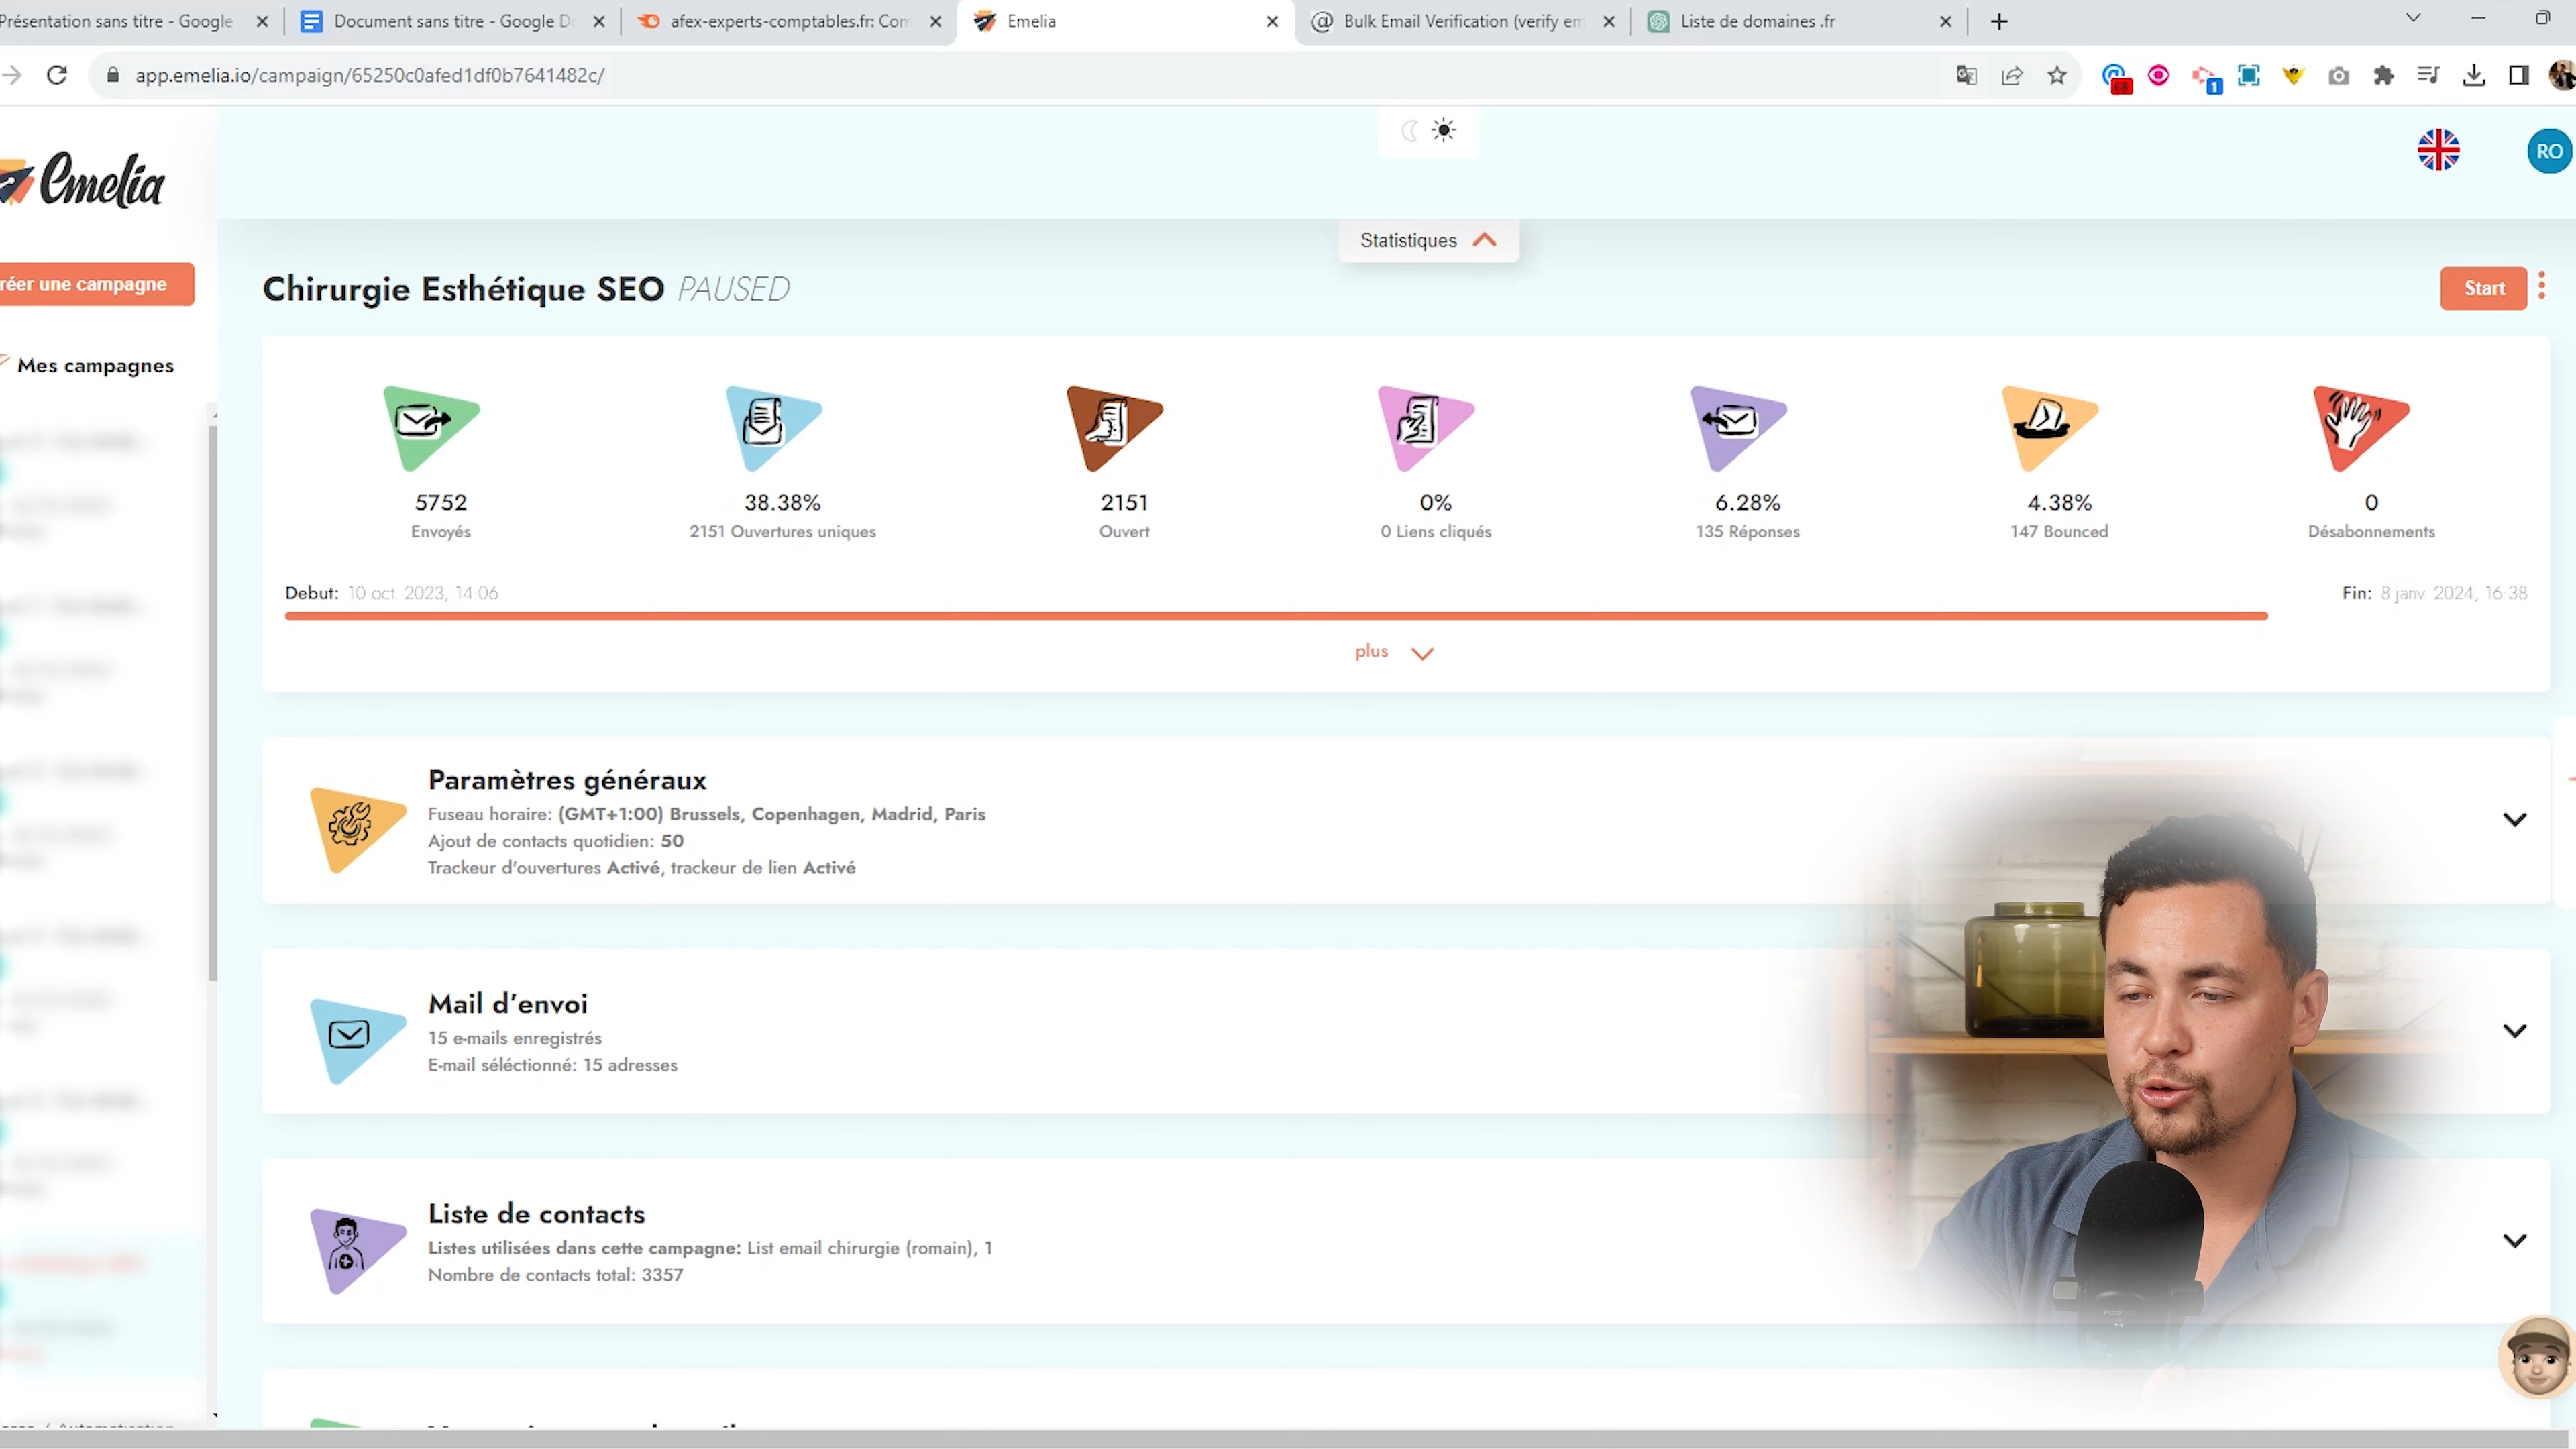 Présentation sans titre - Google
Document sans titre - Google D
afex-experts-comptables.fr: Com
Emelia
Bulk Email Verification (verify em
Liste de domaines .fr
app.emelia.io/campaign/65250c0afed1df0b7641482c/
1
Emelia
RO
Statistiques
réer une campagne
Chirurgie Esthétique SEO PAUSED
Start
Mes campagnes
5752
Envoyés
38.38%
2151 Ouvertures uniques
2151
Ouvert
0%
0 Liens cliqués
6.28%
135 Réponses
4.38%
147 Bounced
0
Désabonnements
Debut: 10 oct. 2023, 14:06
Fin: 8 janv. 2024, 16:38
plus
Paramètres généraux
Fuseau horaire: (GMT+1:00) Brussels, Copenhagen, Madrid, Paris
Ajout de contacts quotidien: 50
Trackeur d'ouvertures Activé, trackeur de lien Activé
Mail d'envoi
15 e-mails enregistrés
E-mail séléctionné: 15 adresses
Liste de contacts
Listes utilisées dans cette campagne: List email chirurgie (romain), 1
Nombre de contacts total: 3357